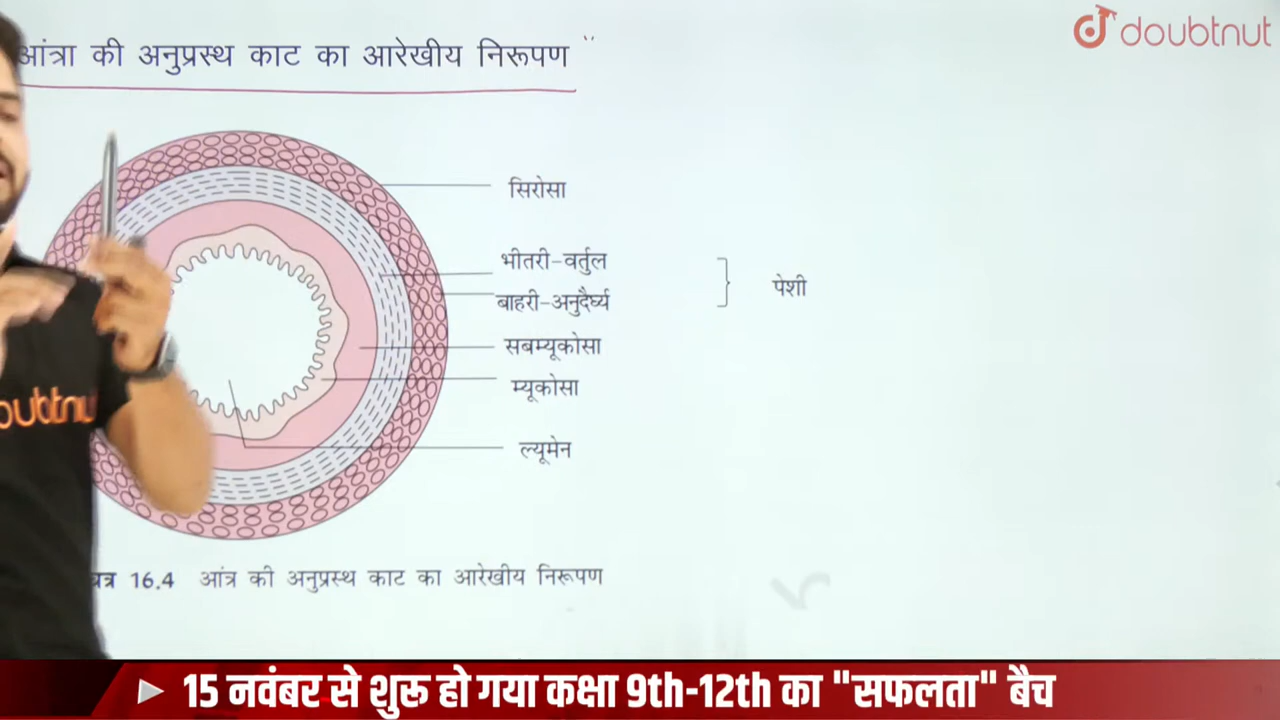 आंत्रा की अनुप्रस्थ काट का आरेखीय निरूपण "
doubtnut
सिरोसा
भीतरी-वर्तुल
बाहरी-अनुदैर्घ्य
पेशी
सबम्यूकोसा
म्यूकोसा
ल्यूमेन
16.4 आंत्र की अनुप्रस्थ काट का आरेखीय निरूपण
15 नवंबर से शुरू हो गया कक्षा 9th-12th का "सफलता" बैच